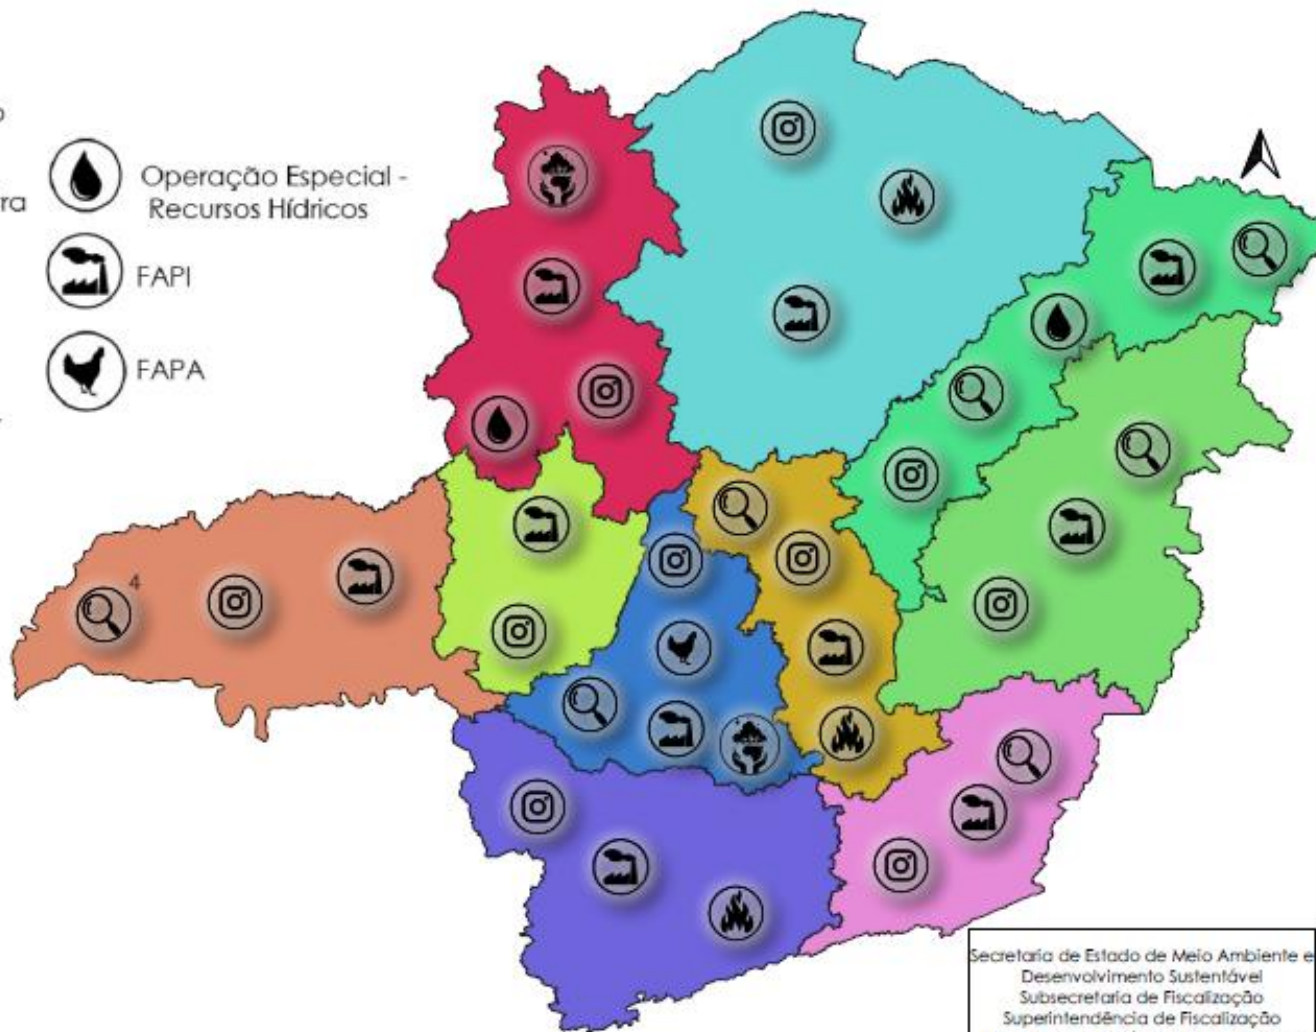 Operação Especial -
Recursos Hídricos
FAPI
FAPA
4
Secretaria de Estado de Meio Ambiente e
Desenvolvimento Sustentável
Subsecretaria de Fiscalização
Superintendência de Fiscalização